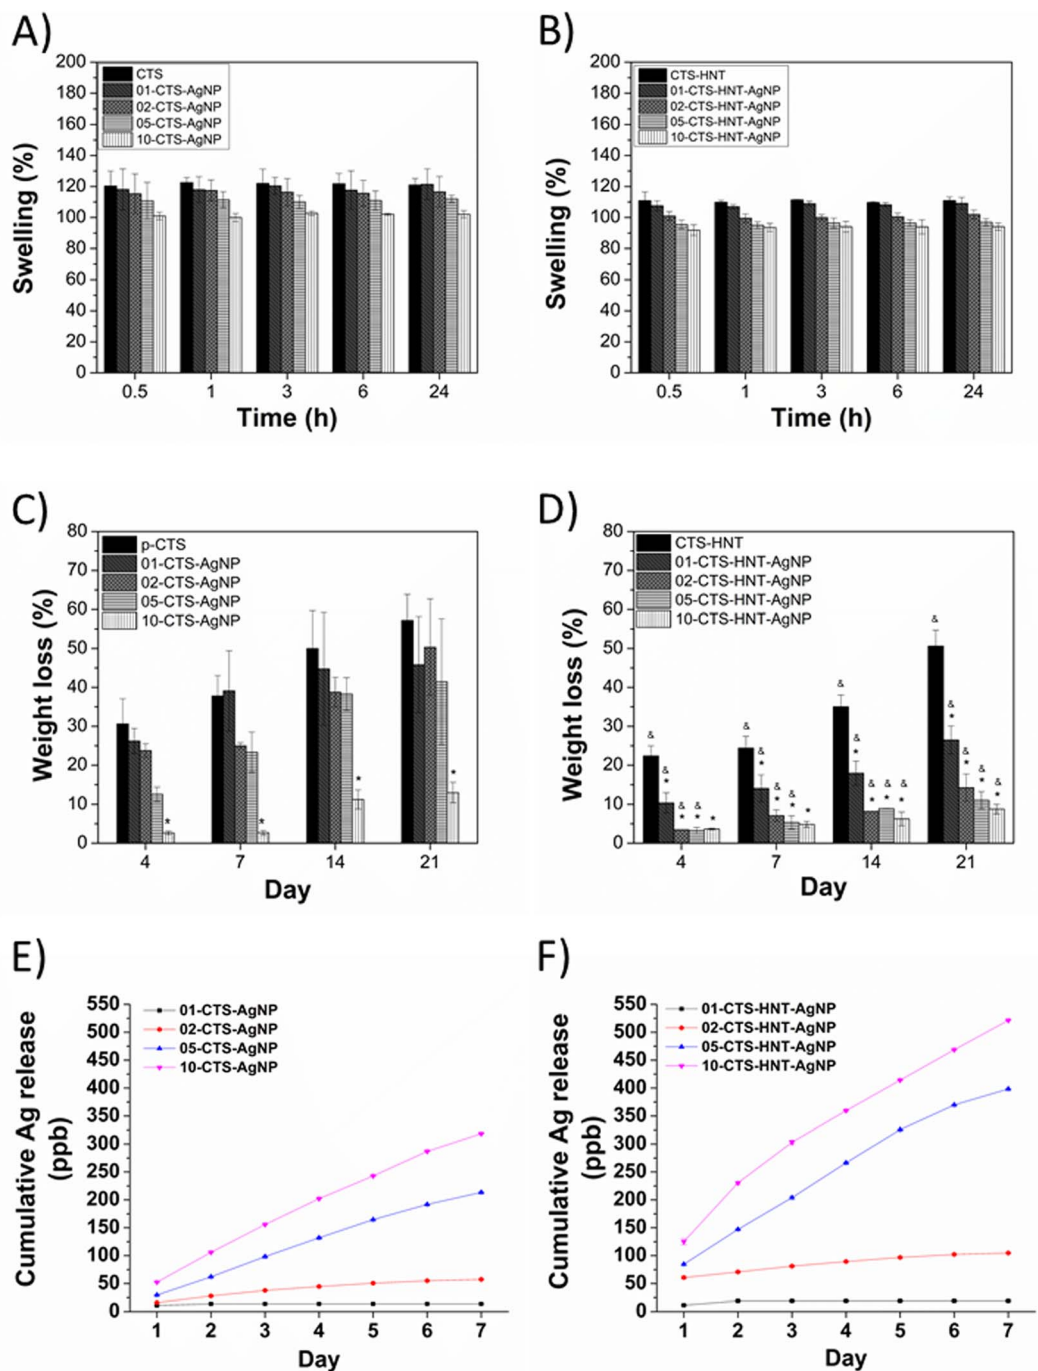 A)
Swelling (%)
200
180
160
140
120
100
80
60
40
20
0
CTS
01-CTS-AgNP
02-CTS-AgNP
05-CTS-AgNP
10-CTS-AgNP
0.5 1 3 6 24
Time (h)
B)
Swelling (%)
200
180
160
140
120
100
80
60
40
20
0
CTS-HNT
01-CTS-HNT-AgNP
02-CTS-HNT-AgNP
05-CTS-HNT-AgNP
10-CTS-HNT-AgNP
0.5 1 3 6 24
Time (h)
C)
Weight loss (%)
80
70
60
50
40
30
20
10
0
p-CTS
01-CTS-AgNP
02-CTS-AgNP
05-CTS-AgNP
10-CTS-AgNP
* * * *
4 7 14 21
Day
D)
Weight loss (%)
80
70
60
50
40
30
20
10
0
CTS-HNT
01-CTS-HNT-AgNP
02-CTS-HNT-AgNP
05-CTS-HNT-AgNP
10-CTS-HNT-AgNP
& & & & *
* * *
& & & & *
* * *
& & & & &
* * * *
& & & & &
* * * *
4 7 14 21
Day
E)
Cumulative Ag release
(ppb)
550
500
450
400
350
300
250
200
150
100
50
0
01-CTS-AgNP
02-CTS-AgNP
05-CTS-AgNP
10-CTS-AgNP
1 2 3 4 5 6 7
Day
F)
Cumulative Ag release
(ppb)
550
500
450
400
350
300
250
200
150
100
50
0
01-CTS-HNT-AgNP
02-CTS-HNT-AgNP
05-CTS-HNT-AgNP
10-CTS-HNT-AgNP
1 2 3 4 5 6 7
Day